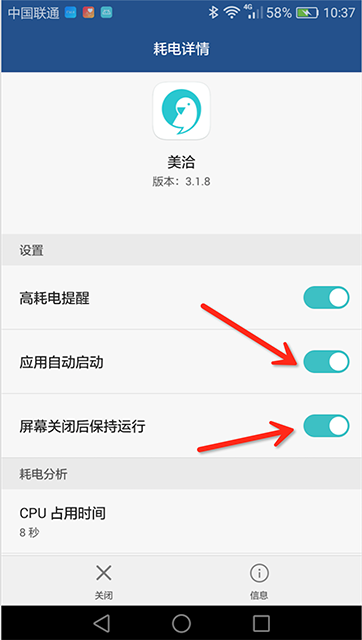 中国联通 4G 58% 10:37
耗电详情
美洽
版本：3.1.8
设置
高耗电提醒
应用自动启动
屏幕关闭后保持运行
耗电分析
CPU 占用时间
8 秒
关闭 信息